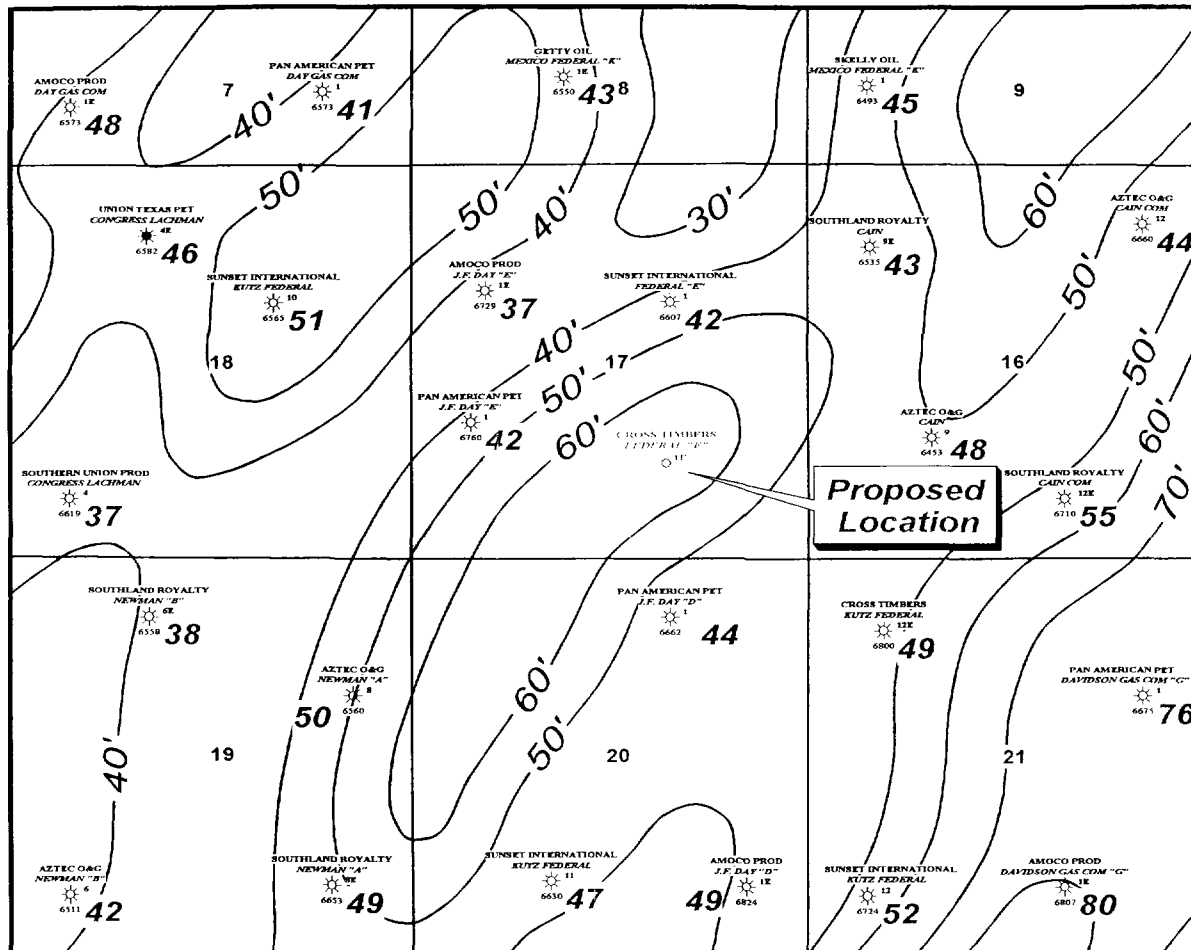 AMOCO PROD
DAY GAS COM
1E
6573
48
7
PAN AMERICAN PET
DAY GAS COM
1
6573
41
40'
GETTY OIL
MEXICO FEDERAL "K"
1E
6550
43
8
SKELLY OIL
MEXICO FEDERAL "K"
1
6493
45
9
50'
50'
40'
30'
60'
UNION TEXAS PET
CONGRESS LACHMAN
4E
6582
46
SUNSET INTERNATIONAL
KUTZ FEDERAL
10
6565
51
18
AMOCO PROD
J.F. DAY "E"
1E
6729
37
SUNSET INTERNATIONAL
FEDERAL "E"
1
6607
42
SOUTHLAND ROYALTY
CAIN
9E
6535
43
AZTEC O&G
CAIN COM
12
6660
44
50'
40'
50'
17
60'
16
50'
60'
70'
PAN AMERICAN PET
J.F. DAY "E"
1
6760
42
CROSS TIMBERS
FEDERAL "E"
AZTEC O&G
CAIN
9
6453
48
SOUTHERN UNION PROD
CONGRESS LACHMAN
4
6619
37
Proposed
Location
SOUTHLAND ROYALTY
CAIN COM
12E
6710
55
SOUTHLAND ROYALTY
NEWMAN "B"
6E
6558
38
PAN AMERICAN PET
J.F. DAY "D"
1
6662
44
CROSS TIMBERS
KUTZ FEDERAL
12E
6800
49
AZTEC O&G
NEWMAN "A"
8
6560
50
PAN AMERICAN PET
DAVIDSON GAS COM "G"
1
6675
76
40'
19
60'
50'
20
21
AZTEC O&G
NEWMAN "B"
6
6511
42
SOUTHLAND ROYALTY
NEWMAN "A"
8E
6653
49
SUNSET INTERNATIONAL
KUTZ FEDERAL
11
6630
47
AMOCO PROD
J.F. DAY "D"
1E
6824
49
SUNSET INTERNATIONAL
KUTZ FEDERAL
12
6724
52
AMOCO PROD
DAVIDSON GAS COM "G"
1E
6807
80